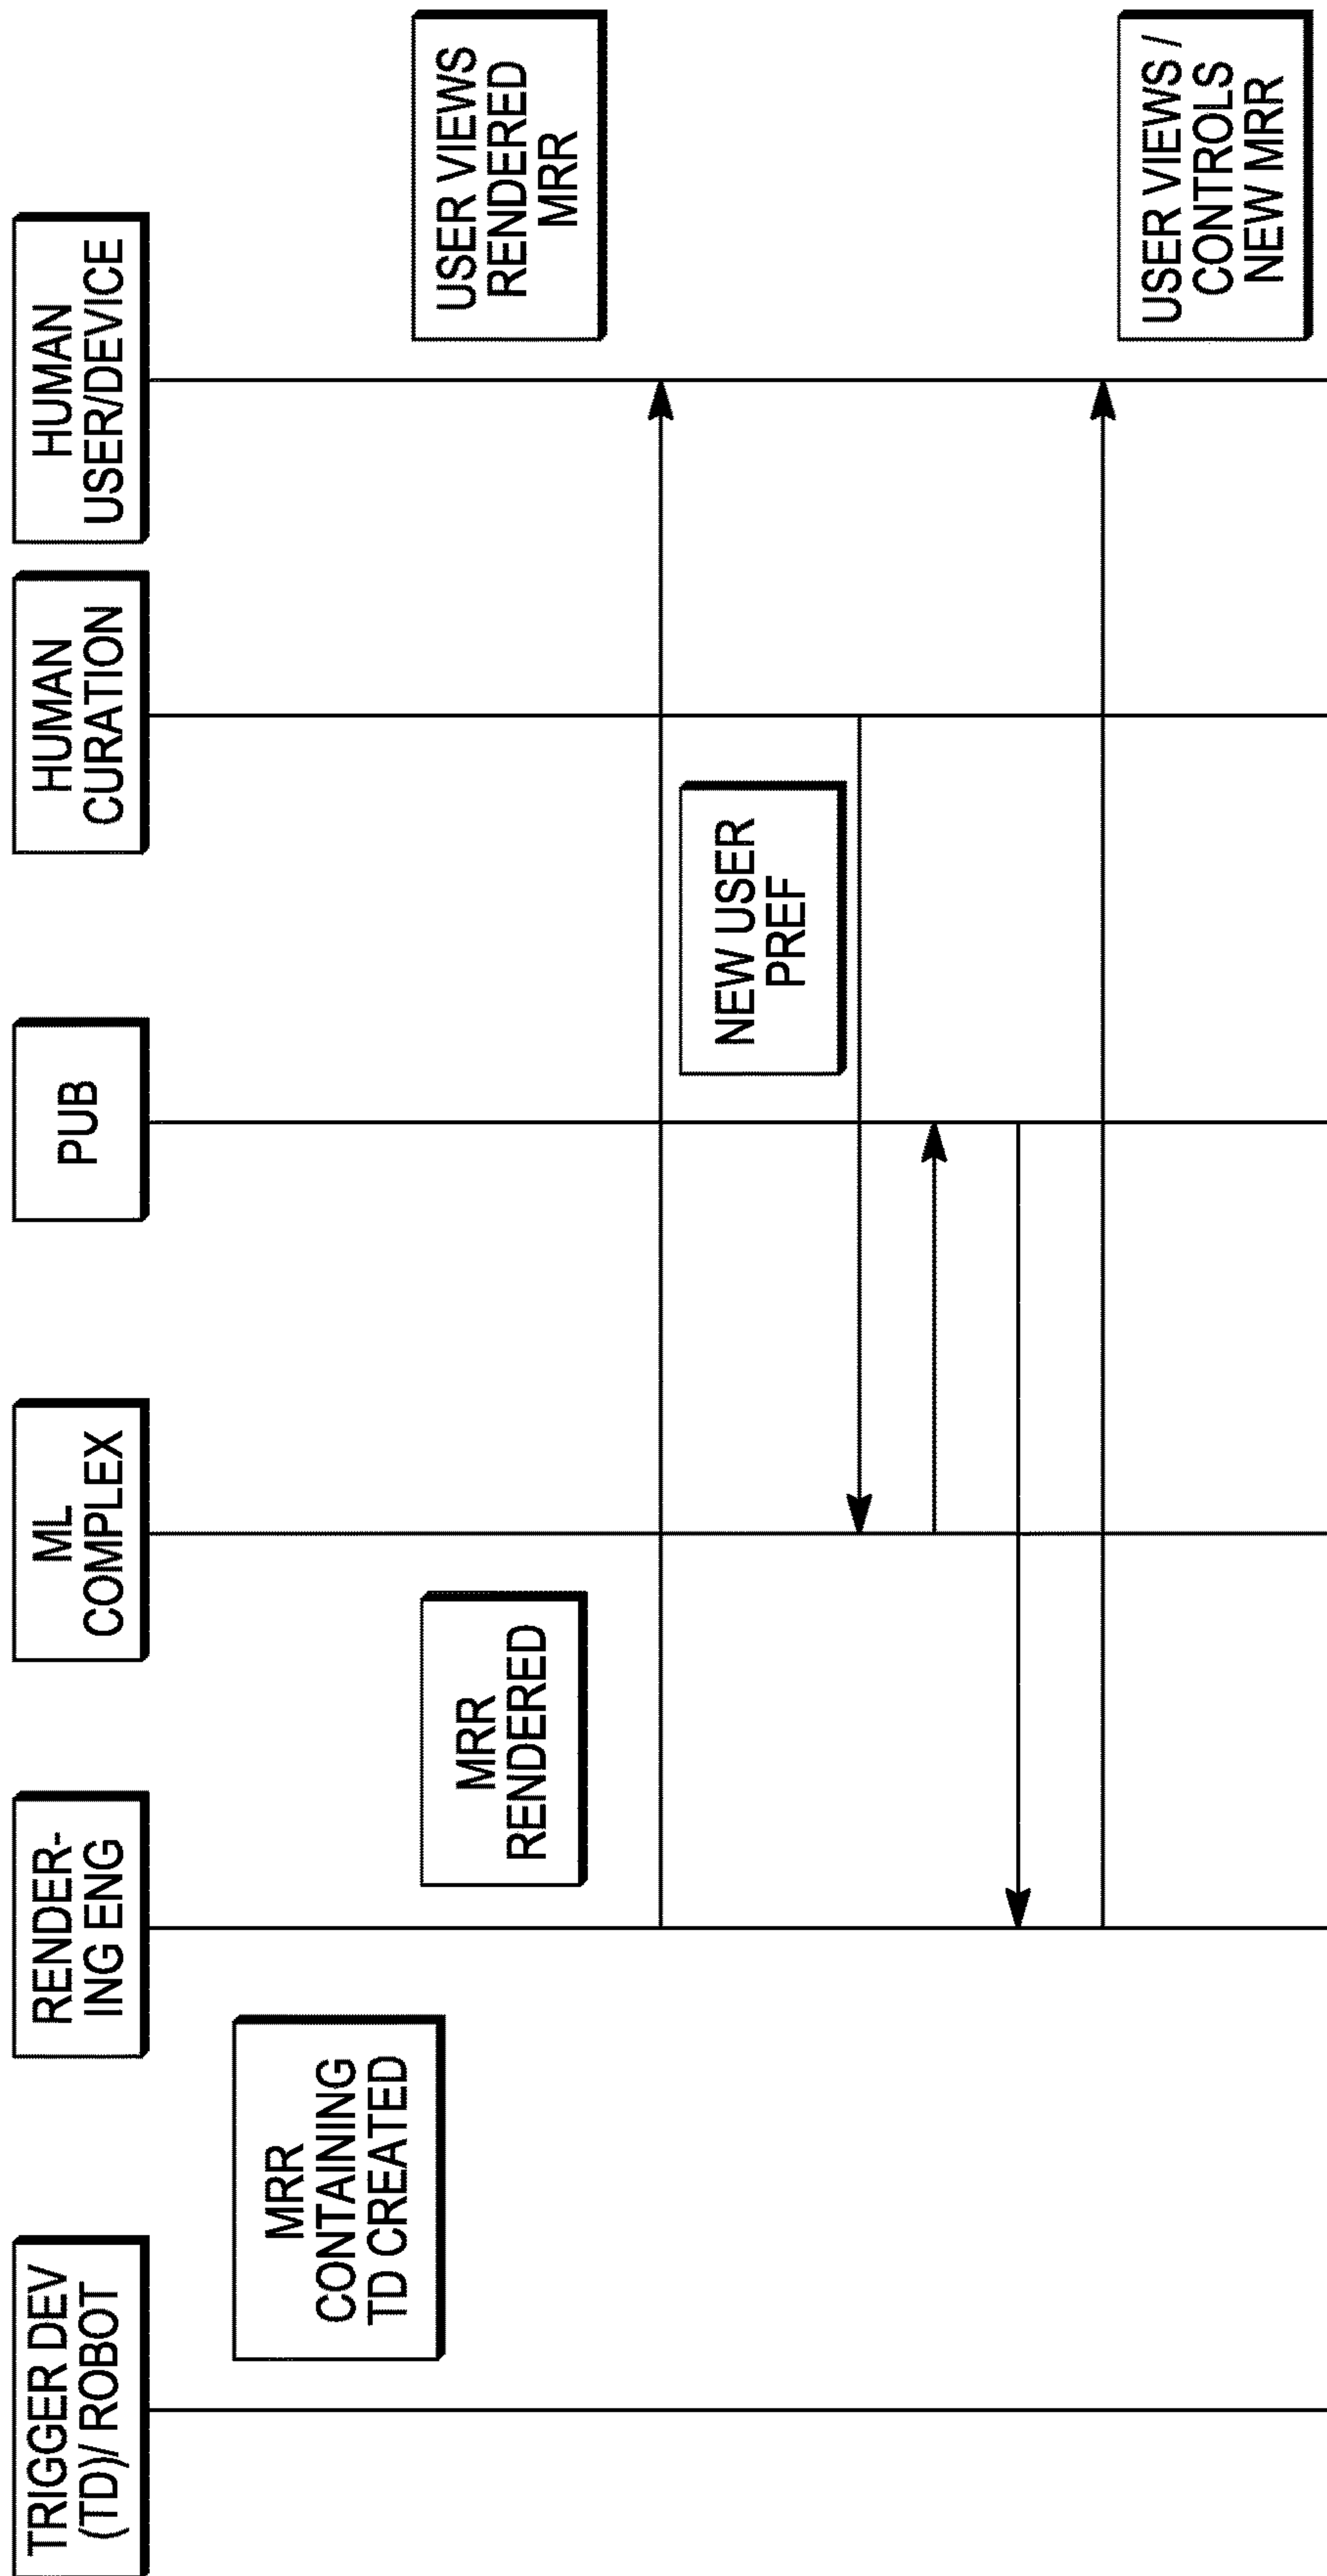 TRIGGER DEV
(TD)/ ROBOT
RENDER-
ING ENG
ML
COMPLEX
PUB
HUMAN
CURATION
HUMAN
USER/DEVICE
MRR
CONTAINING
TD CREATED
MRR
RENDERED
USER VIEWS
RENDERED
MRR
NEW USER
PREF
USER VIEWS /
CONTROLS
NEW MRR